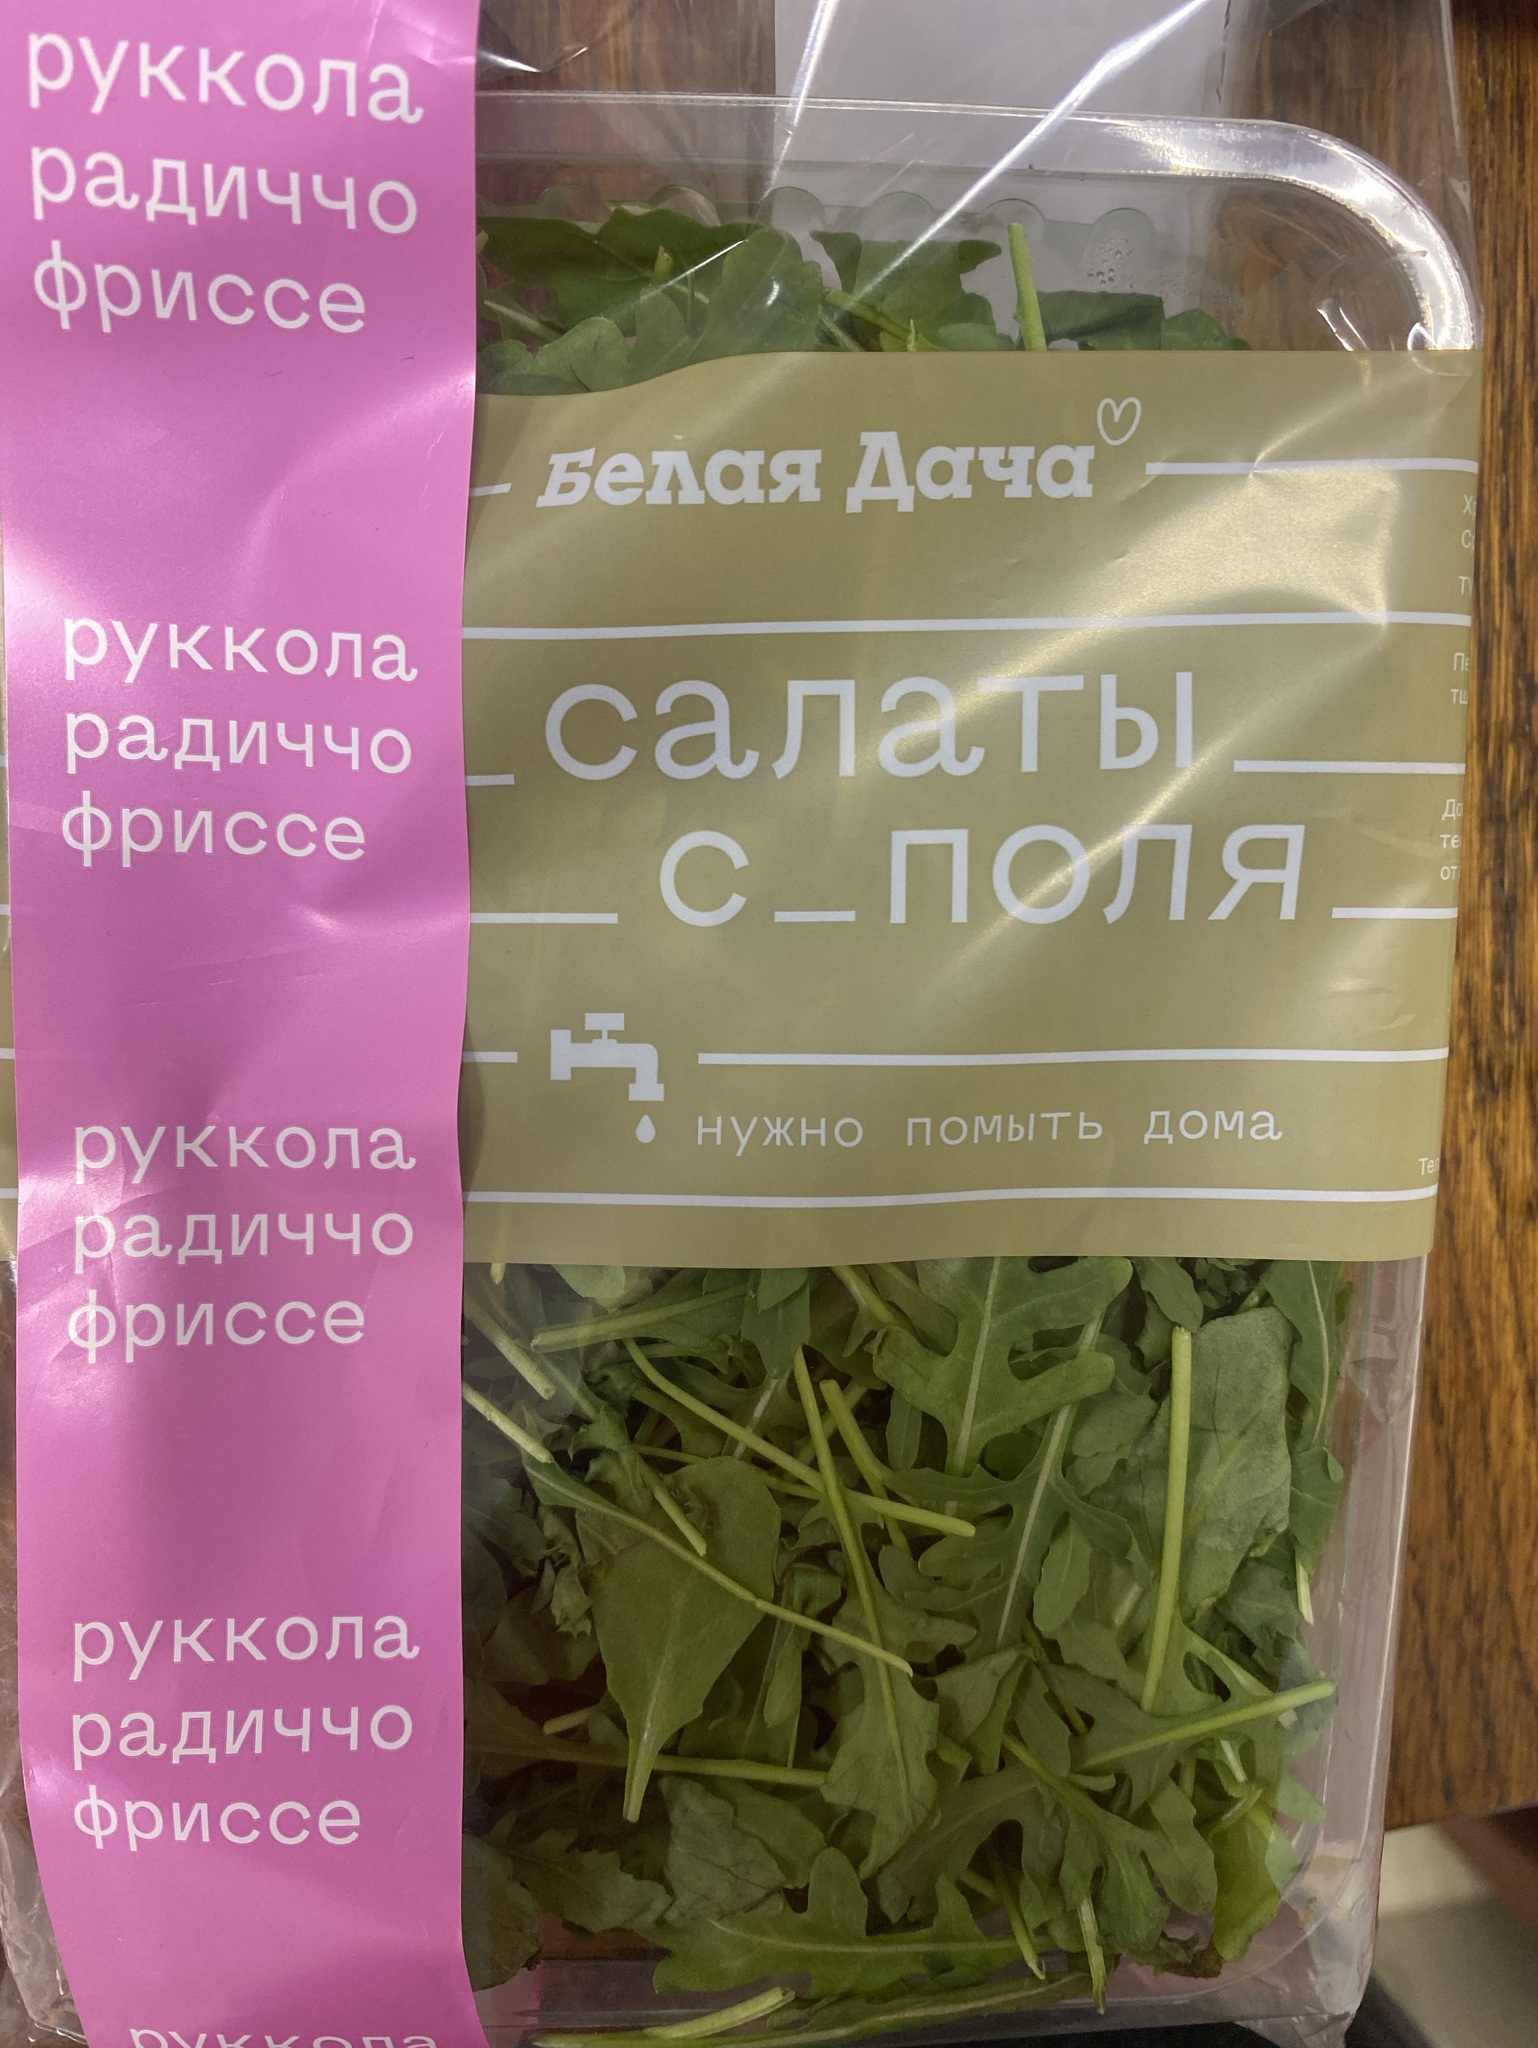 руккола
радиччо
фриссе
руккола
радиччо
фриссе
руккола
радиччо
фриссе
руккола
радиччо
фриссе
руккола
Белая Дача
салаты
с_поля
нужно помыть дома